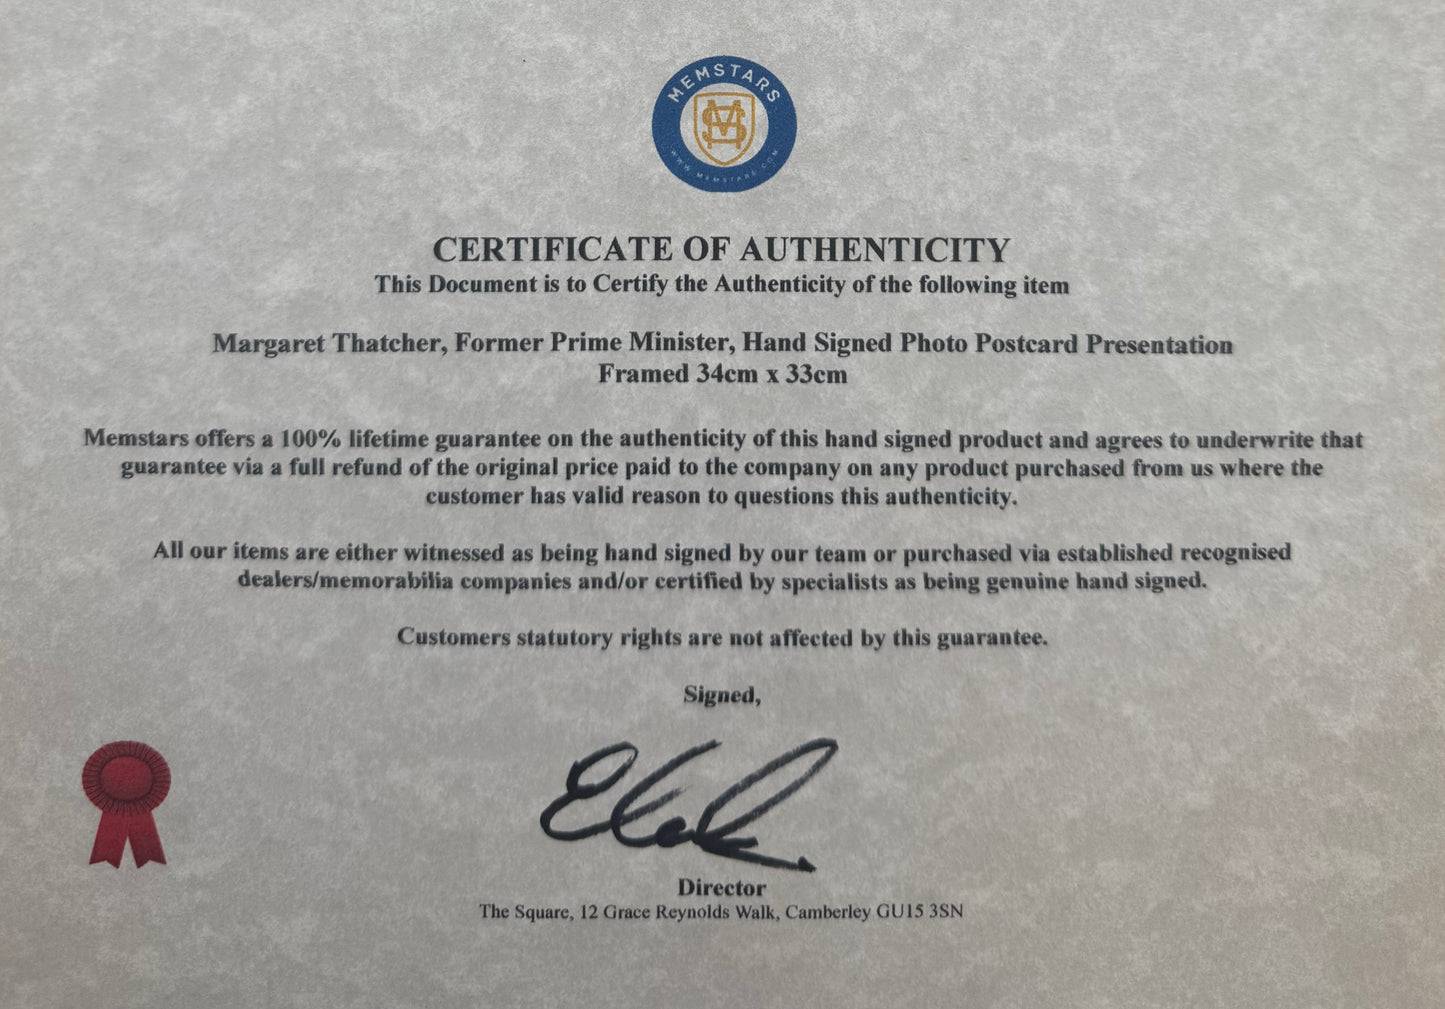 MEMSTARS
MS
WWW.MEMSTARS.COM
CERTIFICATE OF AUTHENTICITY
This Document is to Certify the Authenticity of the following item
Margaret Thatcher, Former Prime Minister, Hand Signed Photo Postcard Presentation
Framed 34cm x 33cm
Memstars offers a 100% lifetime guarantee on the authenticity of this hand signed product and agrees to underwrite that
guarantee via a full refund of the original price paid to the company on any product purchased from us where the
customer has valid reason to questions this authenticity.
All our items are either witnessed as being hand signed by our team or purchased via established recognised
dealers/memorabilia companies and/or certified by specialists as being genuine hand signed.
Customers statutory rights are not affected by this guarantee.
Signed,
Director
The Square, 12 Grace Reynolds Walk, Camberley GU15 3SN